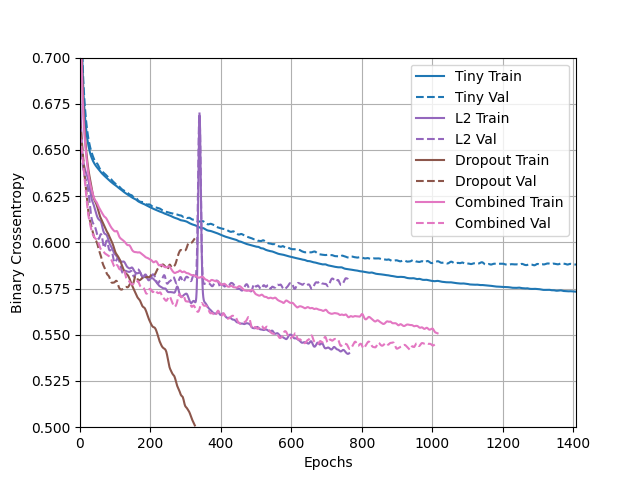 0.700
0.675
0.650
0.625
0.600
0.575
0.550
0.525
0.500
Binary Crossentropy
0 200 400 600 800 1000 1200 1400
Epochs
Tiny Train
Tiny Val
L2 Train
L2 Val
Dropout Train
Dropout Val
Combined Train
Combined Val